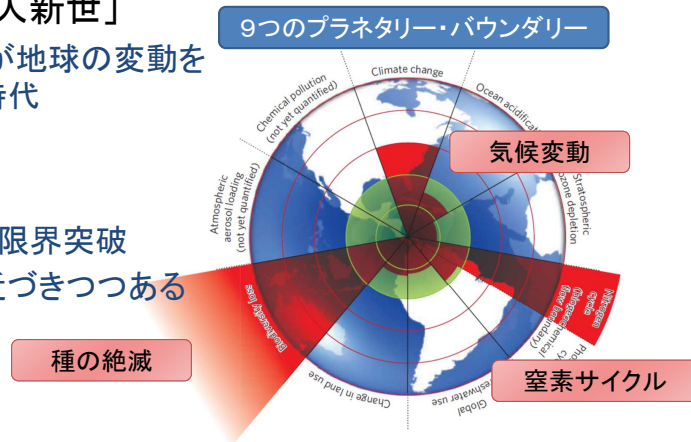 人新世」
９つのプラネタリー・バウンダリー
が地球の変動を
時代
Climate change
Ocean acidificat
Chemical pollution
(not yet quantified)
気候変動
Stratospheric
ozone depletion
Atmospheric
aerosol loading
(not yet quantified)
限界突破
近づきつつある
Nitrogen
cycle
(biogeochemical
flow boundary)
Pho
cy
Biodiversity loss
種の絶滅
窒素サイクル
Change in land use
Global
reshwater use